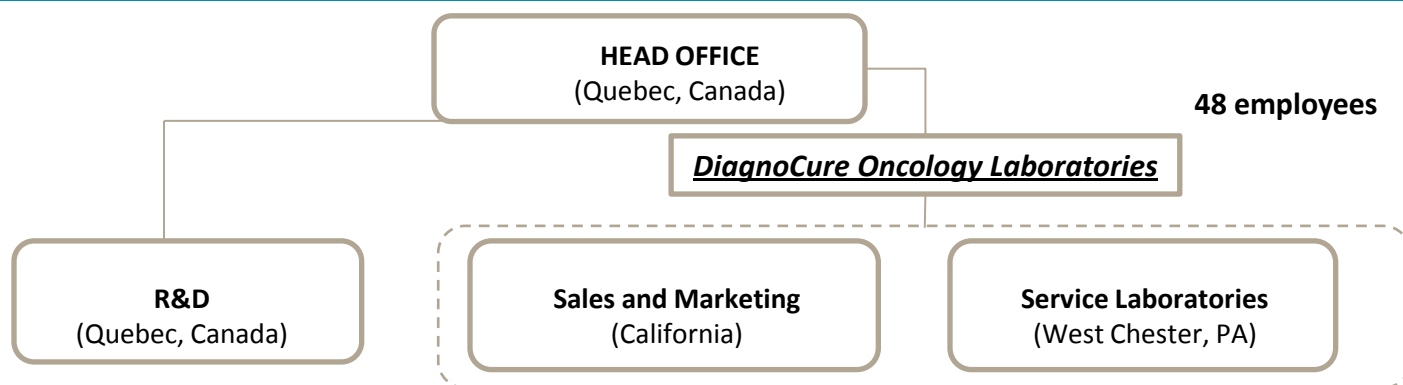 HEAD OFFICE
(Quebec, Canada)
48 employees
DiagnoCure Oncology Laboratories
R&D
(Quebec, Canada)
Sales and Marketing
(California)
Service Laboratories
(West Chester, PA)